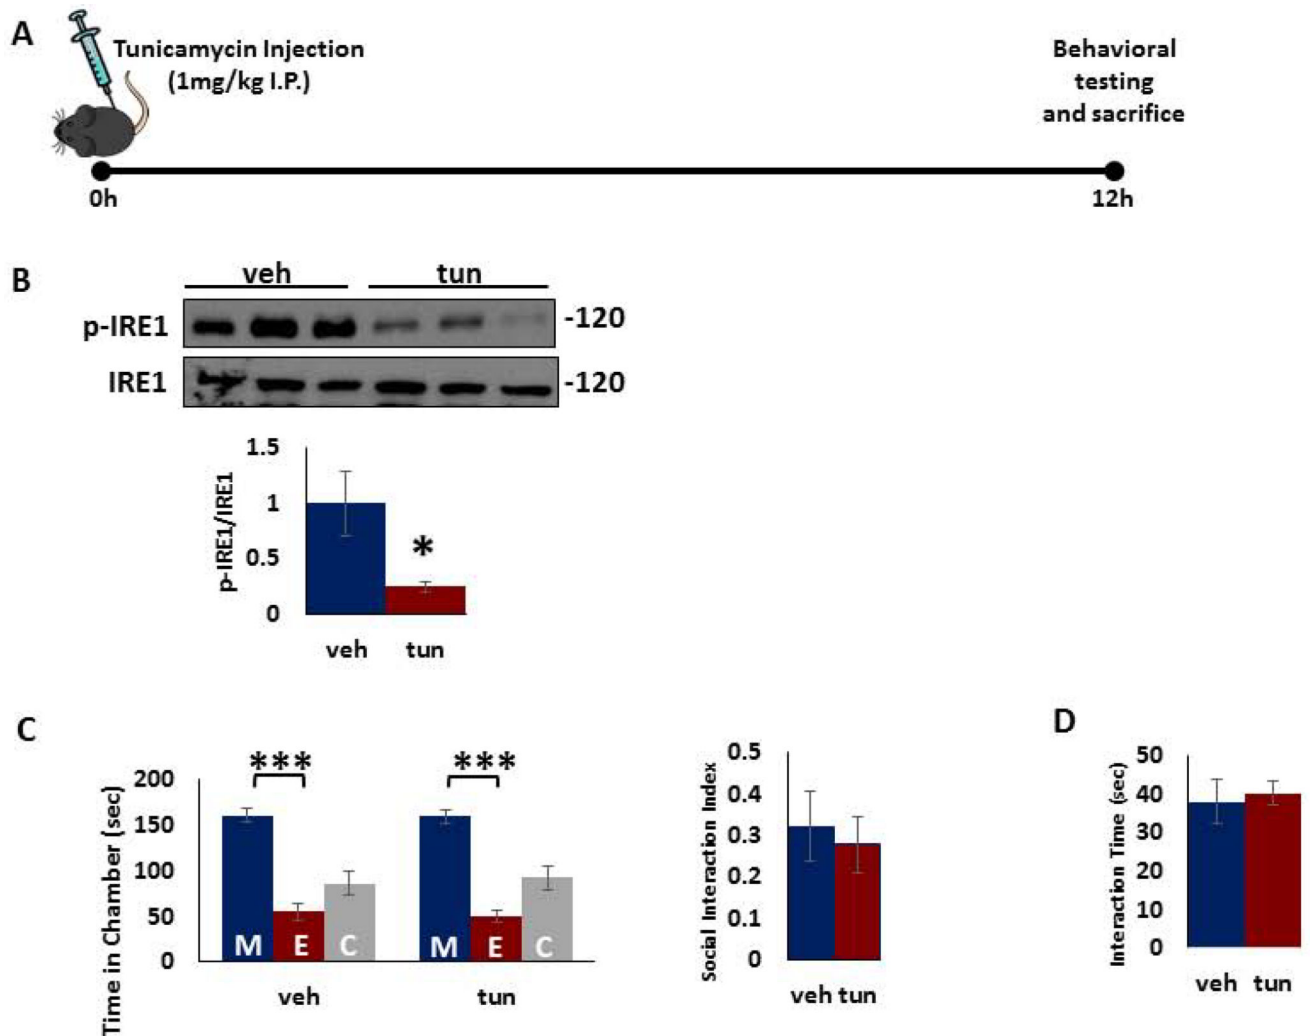 A
Tunicamycin Injection
(1mg/kg I.P.)
Behavioral
testing
and sacrifice
0h
12h
B
veh
tun
p-IRE1
-120
IRE1
-120
p-IRE1/IRE1
1.5
1
0.5
0
*
veh
tun
C
Time in Chamber (sec)
200
150
100
50
0
***
***
M
E
C
M
E
C
veh
tun
Social Interaction Index
0.5
0.4
0.3
0.2
0.1
0
veh tun
D
Interaction Time (sec)
50
40
30
20
10
0
veh
tun